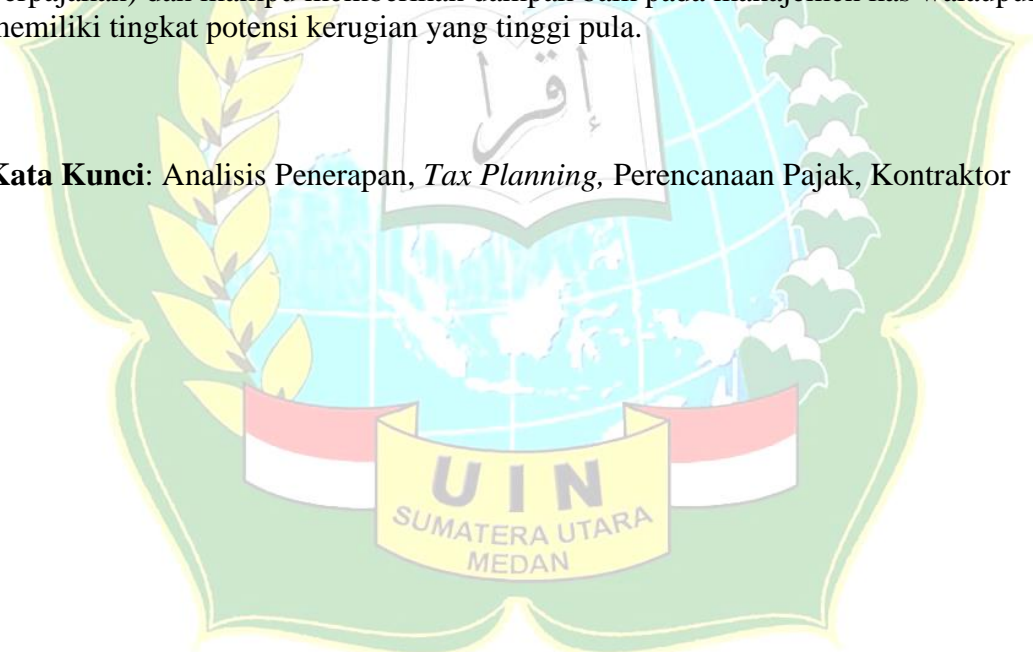 dan mampu memberikan dampak baik pada manajemen kas walaupun
memiliki tingkat potensi kerugian yang tinggi pula.
إقرأ
Kata Kunci: Analisis Penerapan, Tax Planning, Perencanaan Pajak, Kontraktor
UIN
SUMATERA UTARA
MEDAN